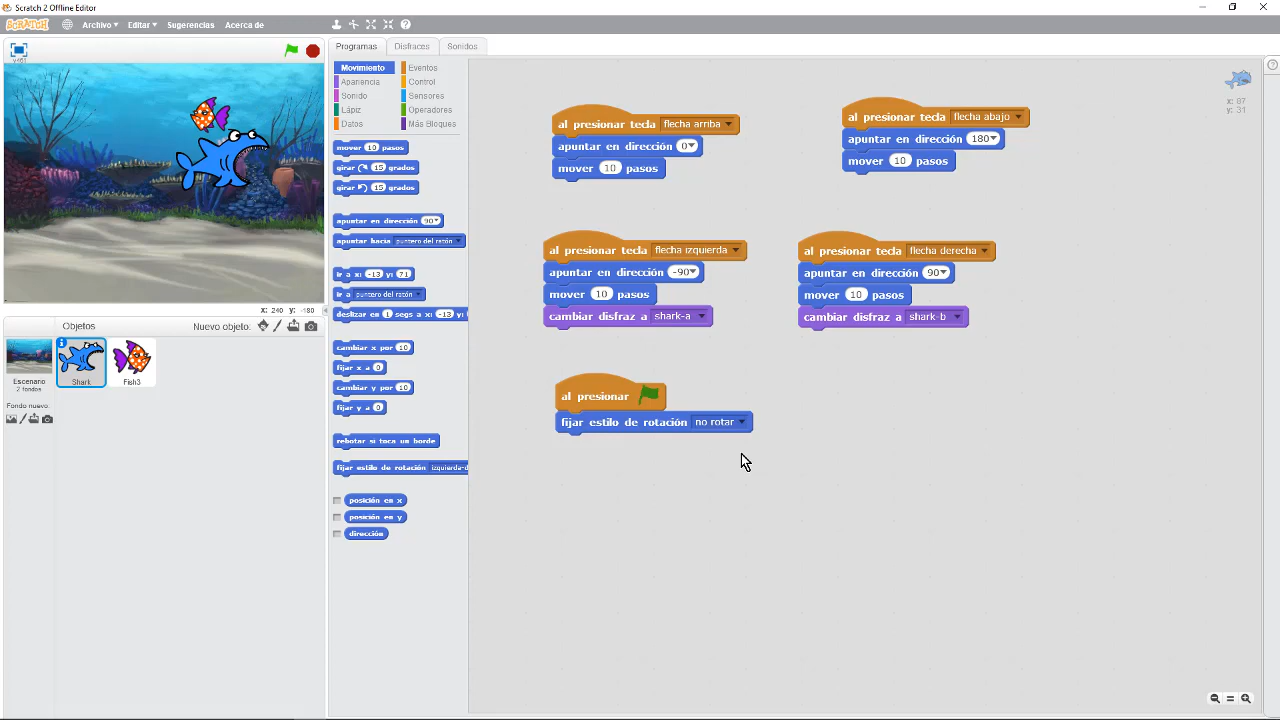 Scratch 2 Offline Editor
SCRATCH
Archivo
Editar
Sugerencias
Acerca de
v461
Programas
Disfraces
Sonidos
Movimiento
Eventos
Apariencia
Control
Sonido
Sensores
Lápiz
Operadores
Datos
Más Bloques
mover 10 pasos
girar 15 grados
girar 15 grados
apuntar en dirección 90
apuntar hacia puntero del ratón
ir a x: -13 y: 71
ir a puntero del ratón
deslizar en 1 segs a x: -13 y:
cambiar x por 10
fijar x a 0
cambiar y por 10
fijar y a 0
rebotar si toca un borde
fijar estilo de rotación izquierda-d
posición en x
posición en y
dirección
x: 240 y: -180
Objetos
Nuevo objeto:
Escenario
2 fondos
Fondo nuevo:
Shark
Fish3
al presionar tecla flecha arriba
apuntar en dirección 0
mover 10 pasos
al presionar tecla flecha abajo
apuntar en dirección 180
mover 10 pasos
al presionar tecla flecha izquierda
apuntar en dirección -90
mover 10 pasos
cambiar disfraz a shark-a
al presionar tecla flecha derecha
apuntar en dirección 90
mover 10 pasos
cambiar disfraz a shark-b
al presionar
fijar estilo de rotación no rotar
x: 87
y: 31